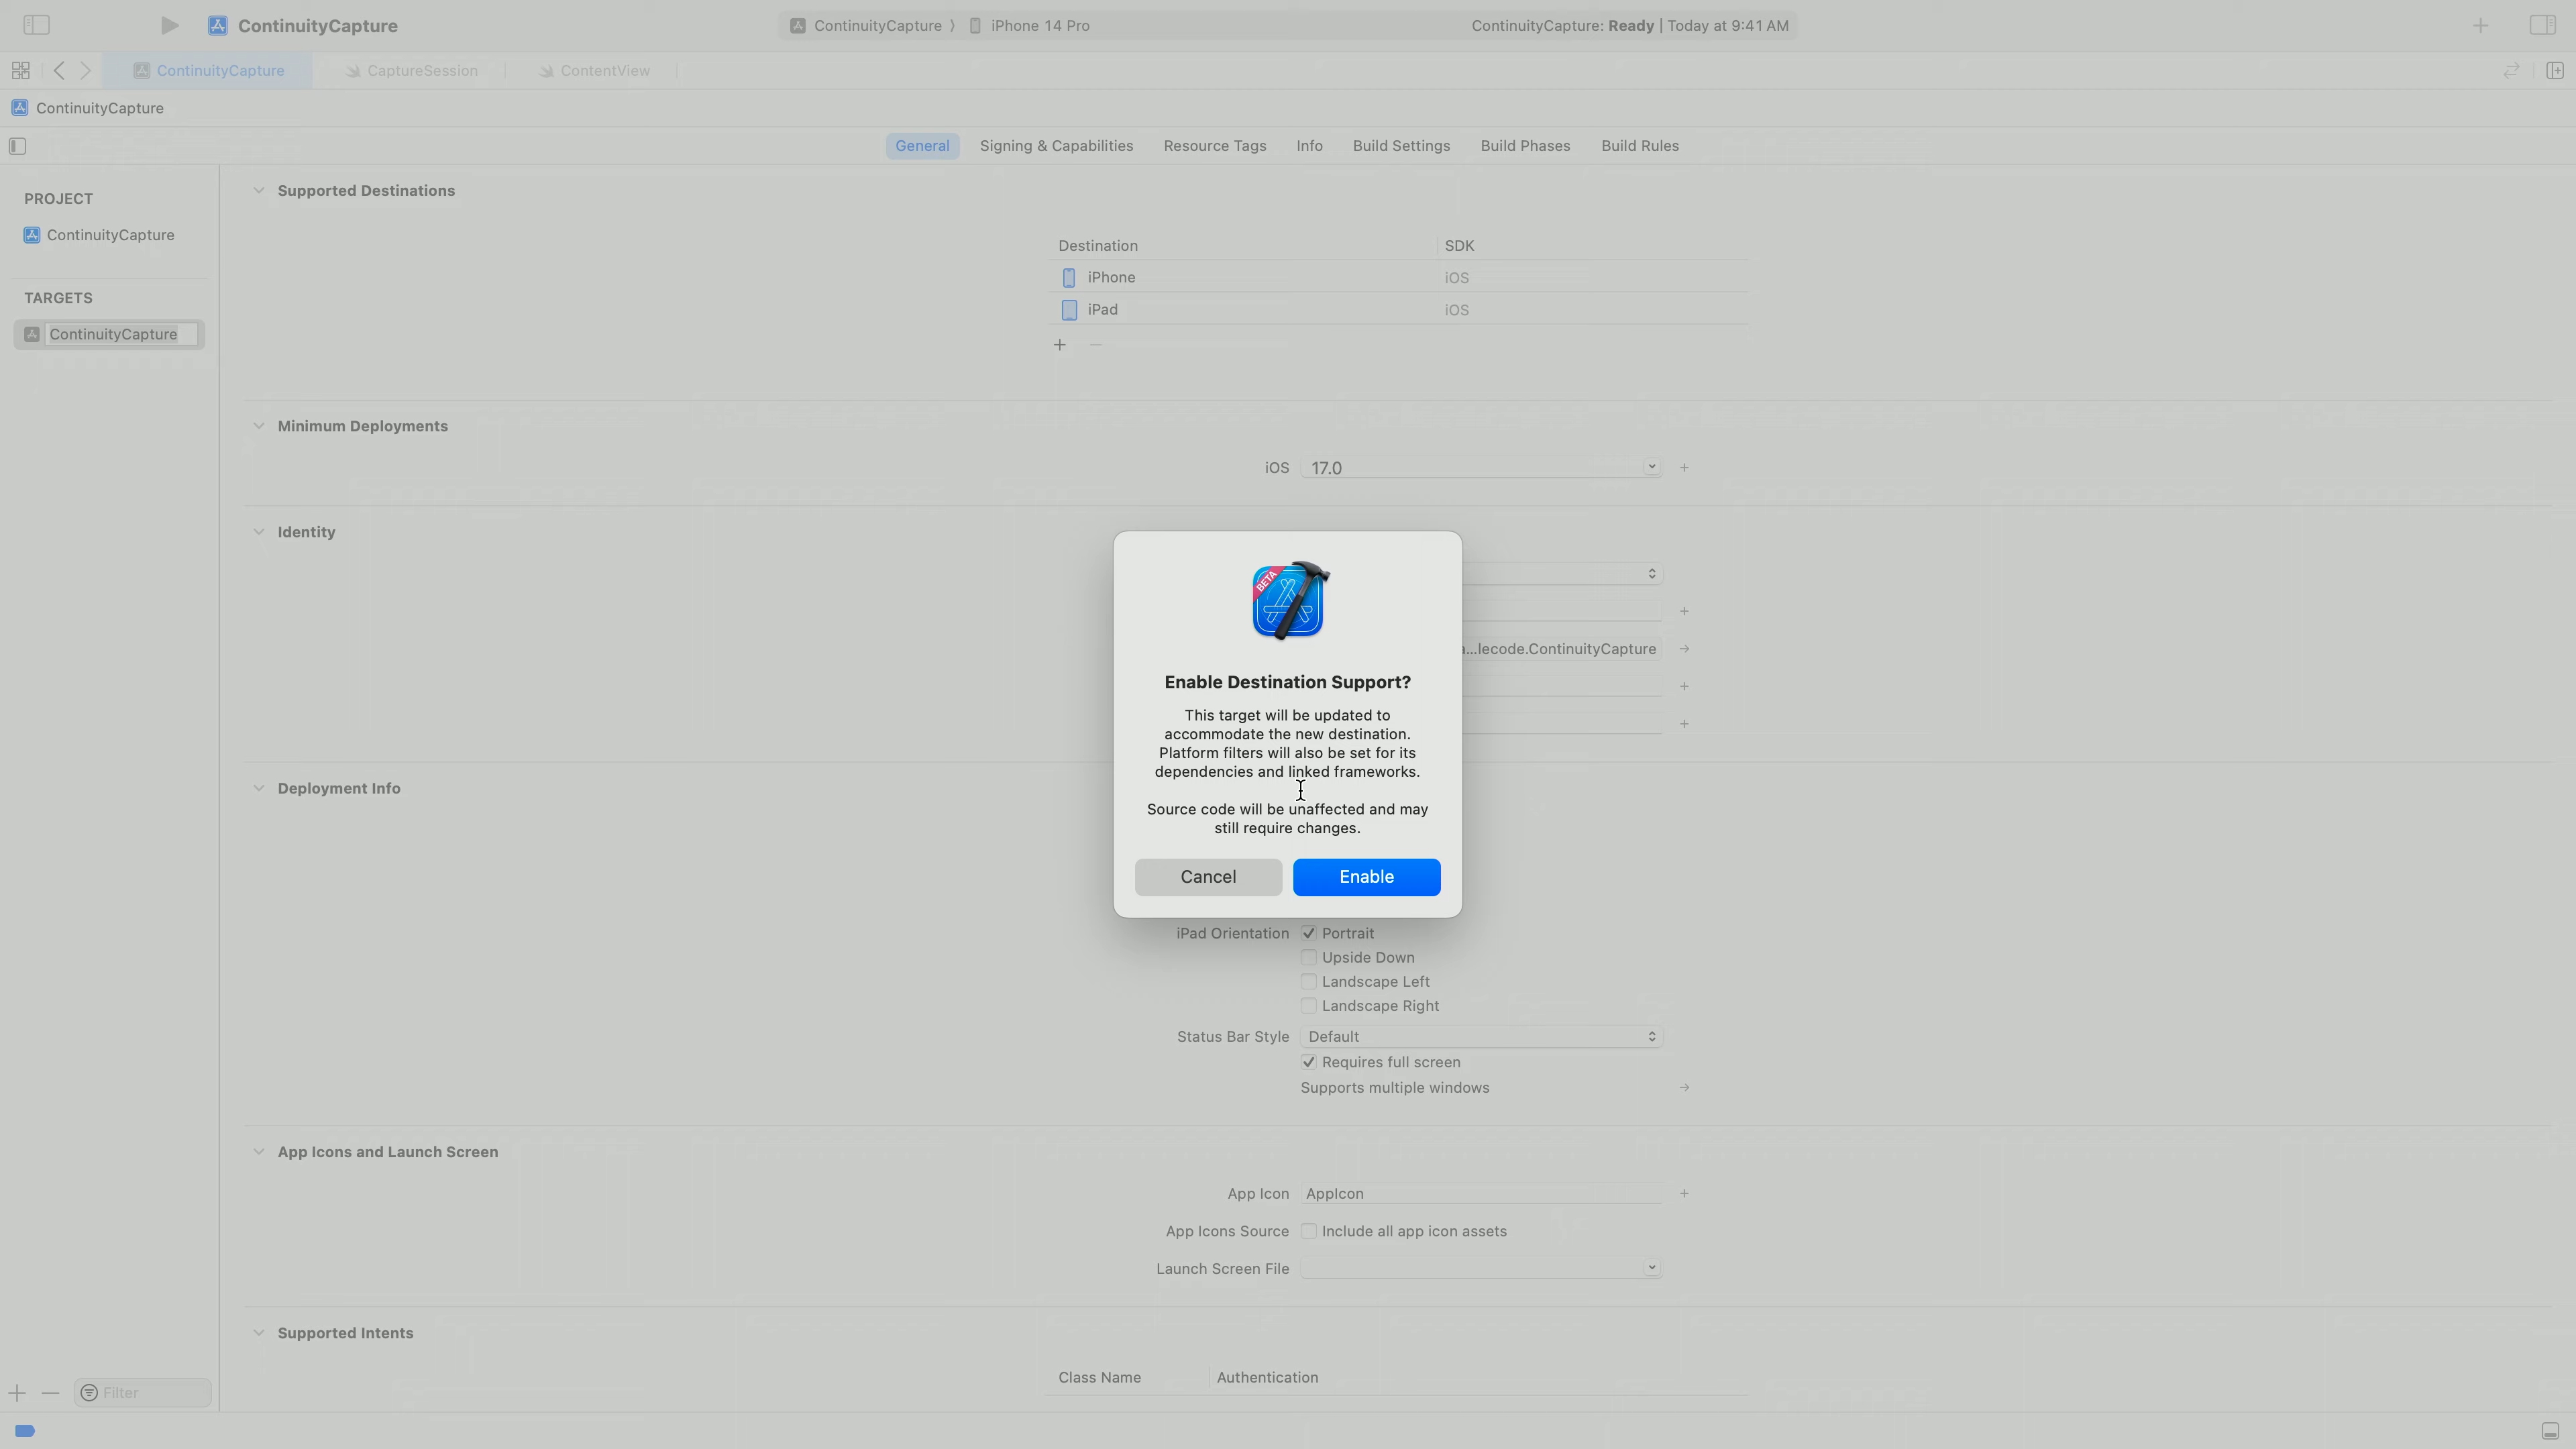 ContinuityCapture
ContinuityCapture
iPhone 14 Pro
ContinuityCapture: Ready | Today at 9:41 AM
ContinuityCapture
CaptureSession
ContentView
ContinuityCapture
General
Signing & Capabilities
Resource Tags
Info
Build Settings
Build Phases
Build Rules
PROJECT
ContinuityCapture
TARGETS
ContinuityCapture
Filter
Supported Destinations
Destination
SDK
iPhone
iOS
iPad
iOS
Minimum Deployments
iOS
17.0
Identity
a...lecode.ContinuityCapture
BETA
Enable Destination Support?
This target will be updated to
accommodate the new destination.
Platform filters will also be set for its
dependencies and linked frameworks.
Source code will be unaffected and may
still require changes.
Cancel
Enable
Deployment Info
iPad Orientation
Portrait
Upside Down
Landscape Left
Landscape Right
Status Bar Style
Default
Requires full screen
Supports multiple windows
App Icons and Launch Screen
App Icon
AppIcon
App Icons Source
Include all app icon assets
Launch Screen File
Supported Intents
Class Name
Authentication